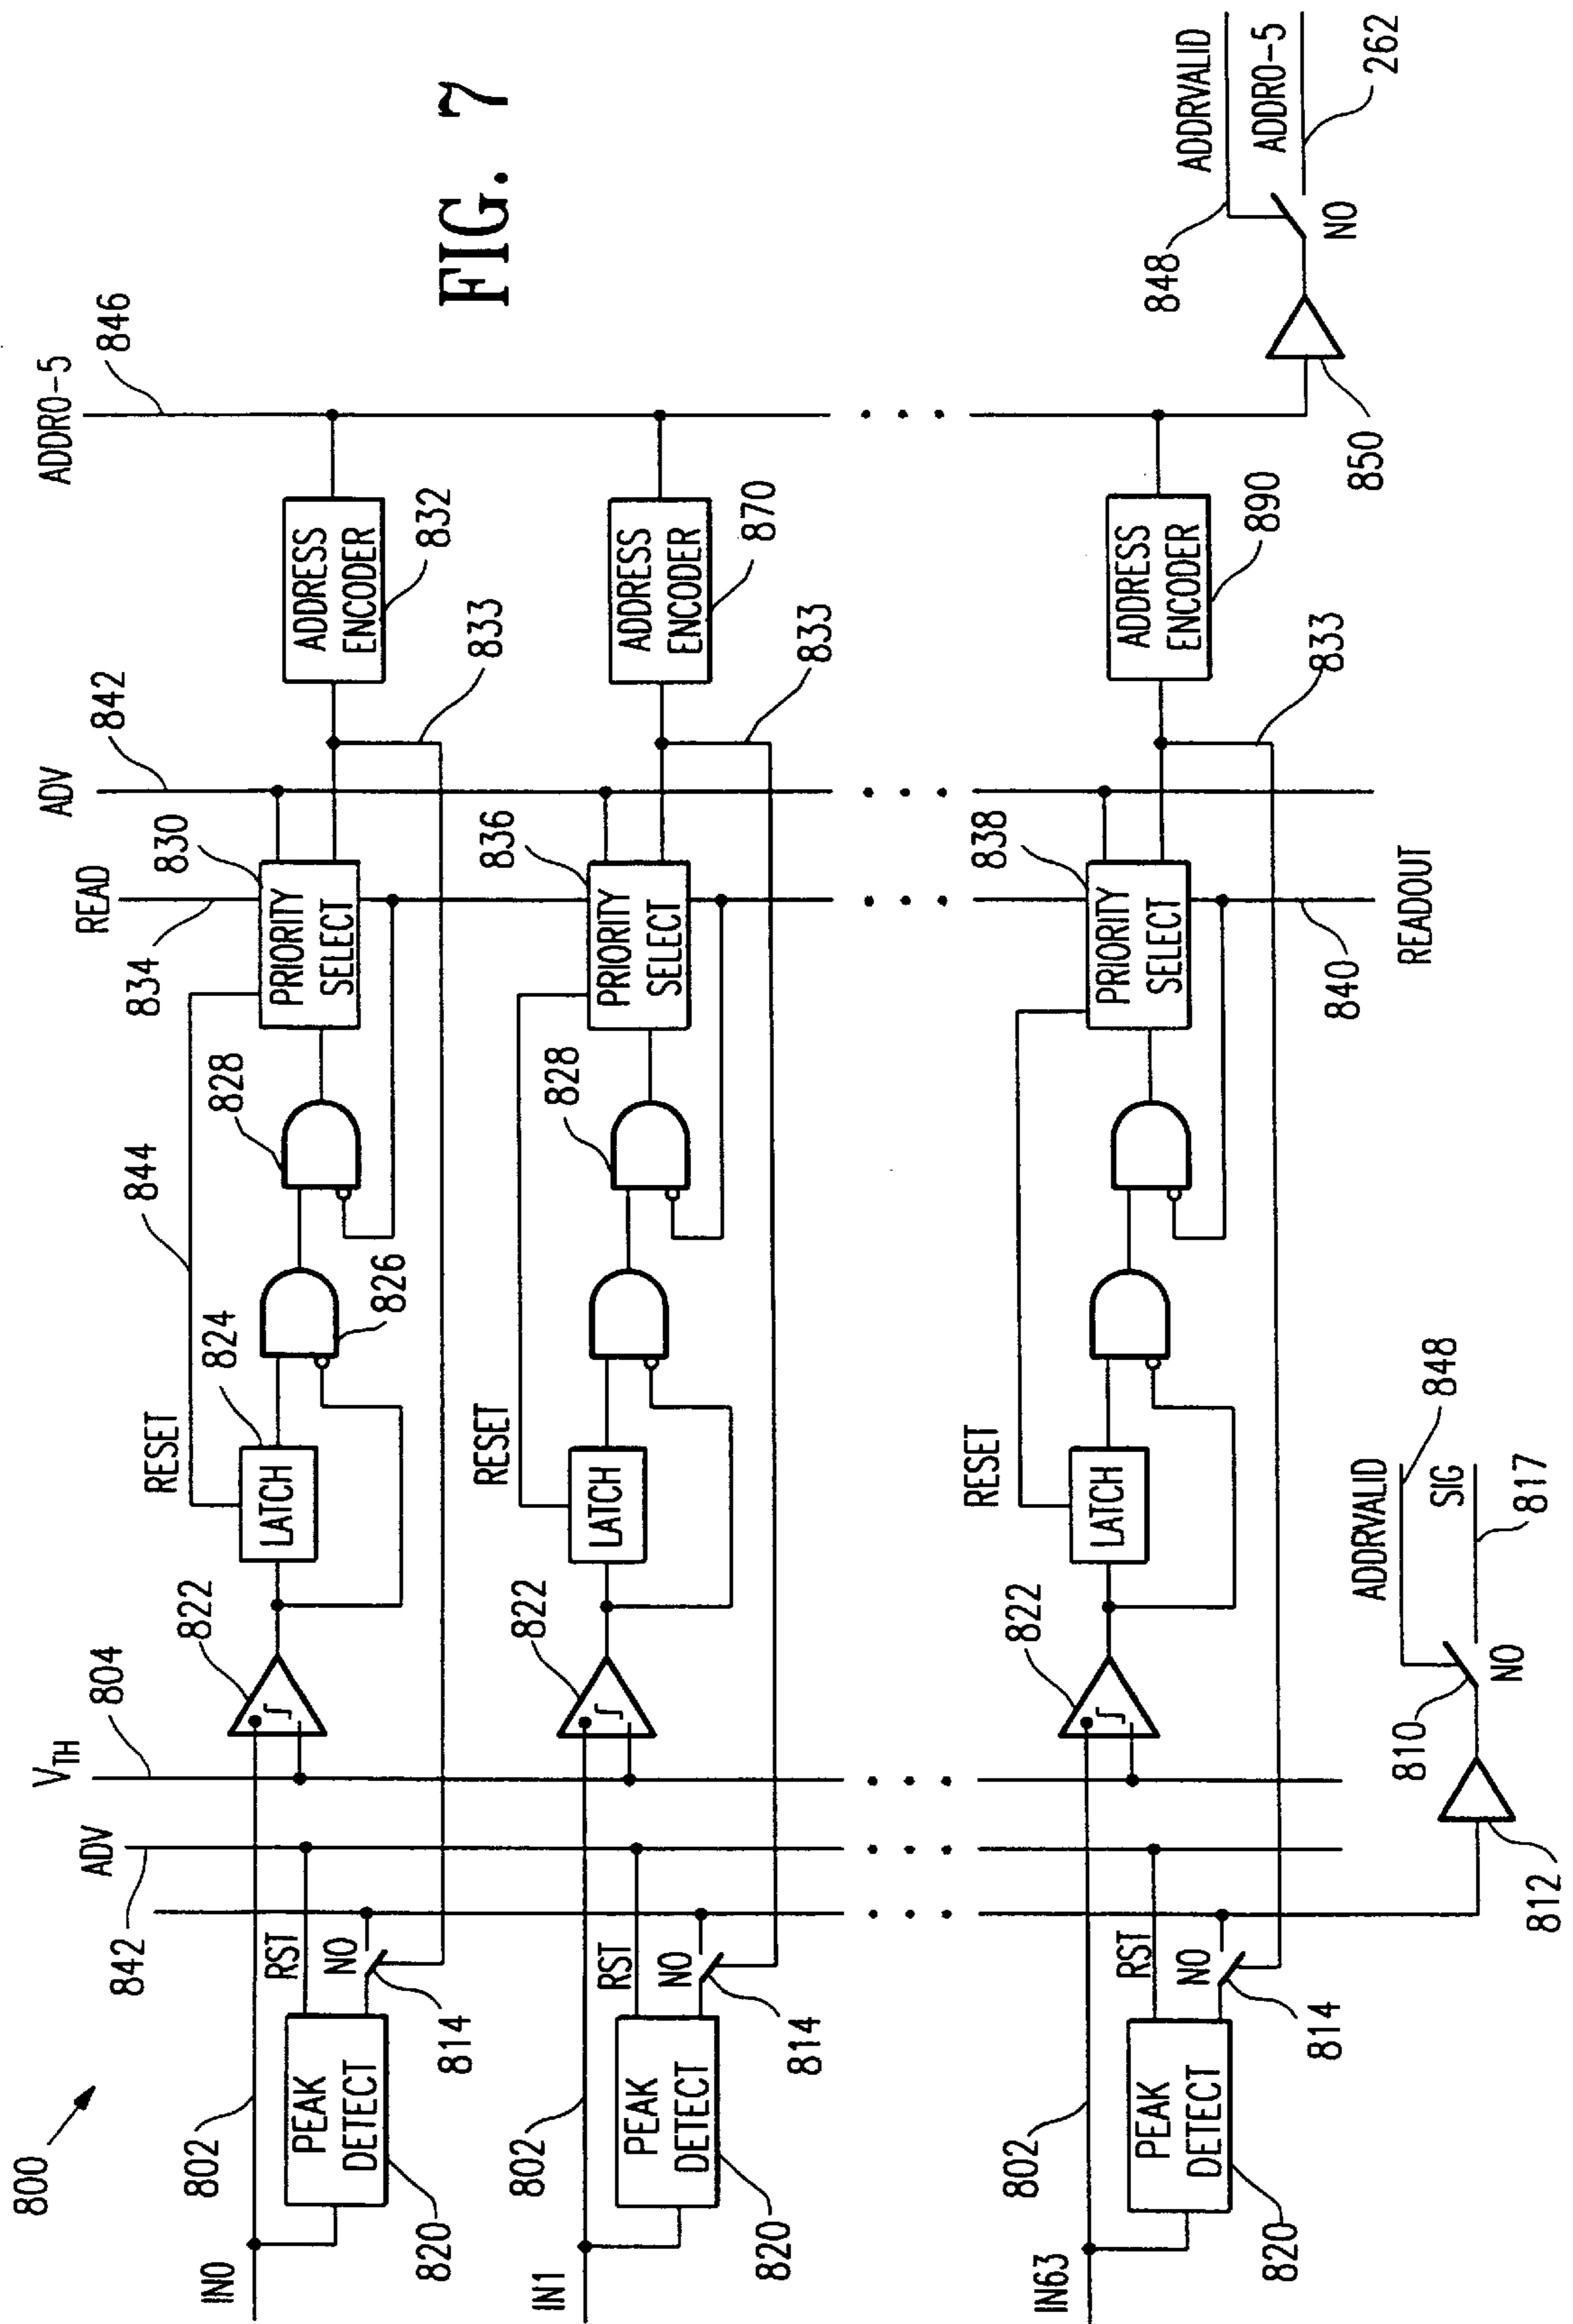 FIG. 7
800
ADDR0-5
846
ADV
842
READ
834
830
844
828
RESET
824
826
PRIORITY
SELECT
ADDRESS
ENCODER
832
833
LATCH
822
VTH
804
ADV
842
RST
NO
814
802
IN0
PEAK
DETECT
820
836
828
RESET
PRIORITY
SELECT
ADDRESS
ENCODER
870
833
LATCH
822
RST
NO
814
802
IN1
PEAK
DETECT
820
838
RESET
PRIORITY
SELECT
ADDRESS
ENCODER
890
833
LATCH
822
RST
NO
814
802
IN63
PEAK
DETECT
820
840
READOUT
812
810
NO
ADDRVALID
848
SIG
817
850
848
NO
ADDRVALID
ADDR0-5
262